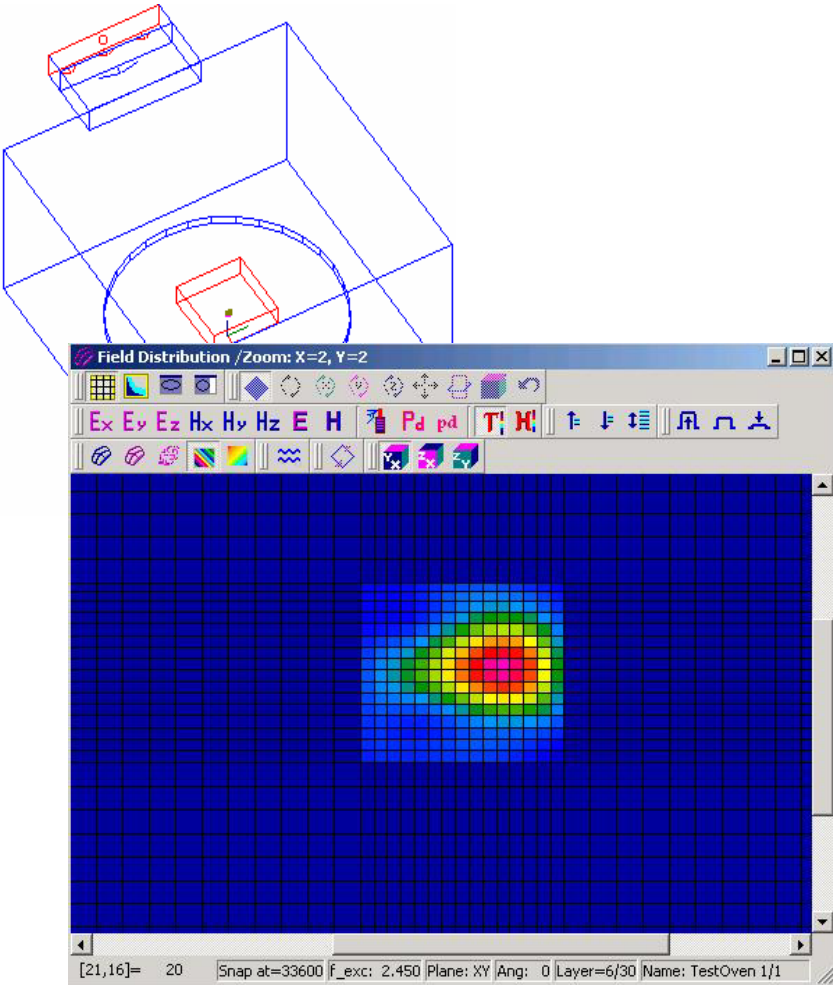 Field Distribution /Zoom: X=2, Y=2
Ex Ey Ez Hx Hy Hz E H Pd pd T! H!
Y X Z X Z Y
[21,16]= 20 Snap at=33600 f_exc: 2.450 Plane: XY Ang: 0 Layer=6/30 Name: TestOven 1/1